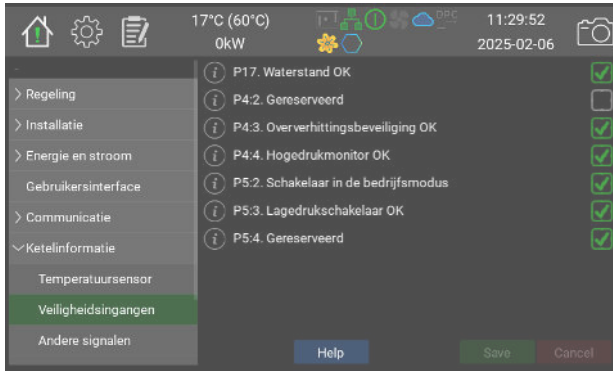 17°C (60°C)
0kW
11:29:52
2025-02-06
P17. Waterstand OK
P4:2. Gereserveerd
P4:3. Oververhittingsbeveiliging OK
P4:4. Hogedrukmonitor OK
P5:2. Schakelaar in de bedrijfsmodus
P5:3. Lagedrukschakelaar OK
P5:4. Gereserveerd
Regeling
Installatie
Energie en stroom
Gebruikersinterface
Communicatie
Ketelinformatie
Temperatuursensor
Veiligheidsingangen
Andere signalen
Help
Save
Cancel